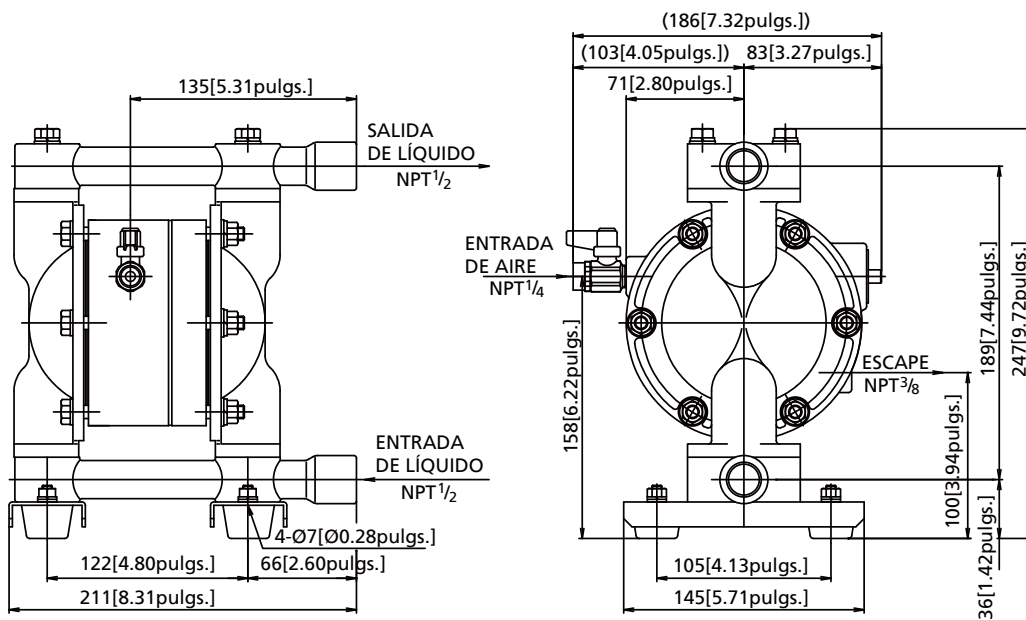 (186[7.32pulgs.])
(103[4.05pulgs.])
83[3.27pulgs.]
135[5.31pulgs.]
71[2.80pulgs.]
SALIDA
DE LÍQUIDO
NPT1/2
ENTRADA
DE AIRE
NPT1/4
158[6.22pulgs.]
189[7.44pulgs.]
247[9.72pulgs.]
ESCAPE
NPT3/8
100[3.94pulgs.]
36[1.42pulgs.]
ENTRADA
DE LÍQUIDO
NPT1/2
4-Ø7[Ø0.28pulgs.]
122[4.80pulgs.]
66[2.60pulgs.]
211[8.31pulgs.]
105[4.13pulgs.]
145[5.71pulgs.]